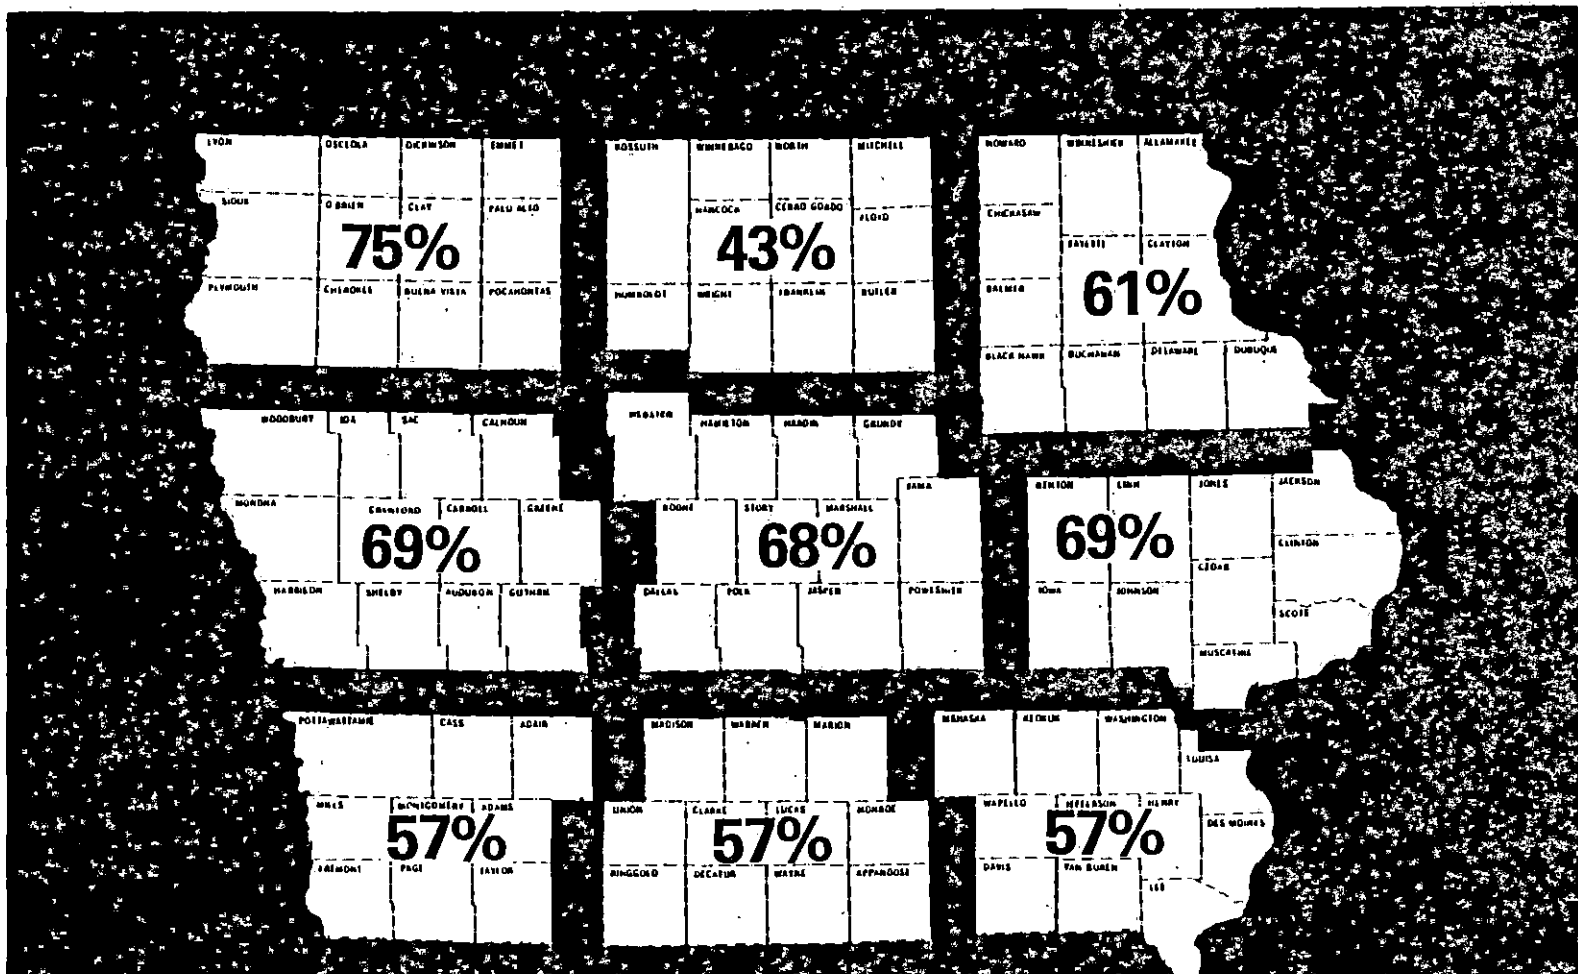 LYON OSCEOLA DICKINSON EMMET
SIOUX O'BRIEN CLAY PALO ALTO
75%
PLYMOUTH CHEROKEE BUENA VISTA POCAHONTAS
KOSSUTH WINNEBAGO WORTH MITCHELL
HANCOCK CERRO GORDO FLOYD
43%
HUMBOLDT WRIGHT FRANKLIN BUTLER
HOWARD WINNESHIEK ALLAMAKEE
CHICKASAW
FAYETTE CLAYTON
BREMER 61%
BLACK HAWK BUCHANAN DELAWARE DUBUQUE
WOODBURY IDA SAC CALHOUN
MONONA CRAWFORD CARROLL GREENE
69%
HARRISON SHELBY AUDUBON GUTHRIE
WEBSTER HAMILTON HARDIN GRUNDY
TAMA
BOONE STORY MARSHALL
68%
DALLAS POLK JASPER POWESHIEK
BENTON LINN JONES JACKSON
69% CLINTON
CEDAR
IOWA JOHNSON
SCOTT
MUSCATINE
POTTAWATTAMIE CASS ADAIR
MILLS MONTGOMERY ADAMS
57%
FREMONT PAGE TAYLOR
MADISON WARREN MARION
UNION CLARKE LUCAS MONROE
57%
RINGGOLD DECATUR WAYNE APPANOOSE
MAHASKA KEOKUK WASHINGTON
LOUISA
WAPELLO JEFFERSON HENRY
DES MOINES
57%
DAVIS VAN BUREN
LEE